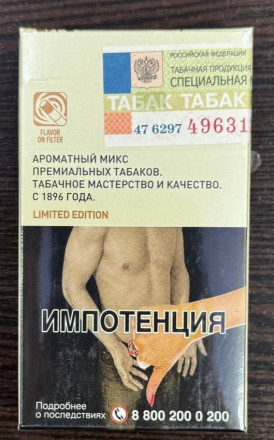 РОССИЙСКАЯ ФЕДЕРАЦИЯ
ТАБАЧНАЯ ПРОДУКЦИЯ
СПЕЦИАЛЬНАЯ
ТАБАК ТАБАК
47 6297 49631
FLAVOR
ON FILTER
АРОМАТНЫЙ МИКС
ПРЕМИАЛЬНЫХ ТАБАКОВ.
ТАБАЧНОЕ МАСТЕРСТВО И КАЧЕСТВО.
С 1896 ГОДА.
LIMITED EDITION
ИМПОТЕНЦИЯ
Подробнее
о последствиях
8 800 200 0 200